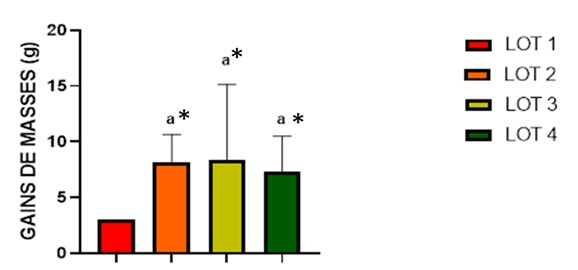 20
15
10
5
0
GAINS DE MASSES (g)
a*
a*
a *
LOT 1
LOT 2
LOT 3
LOT 4